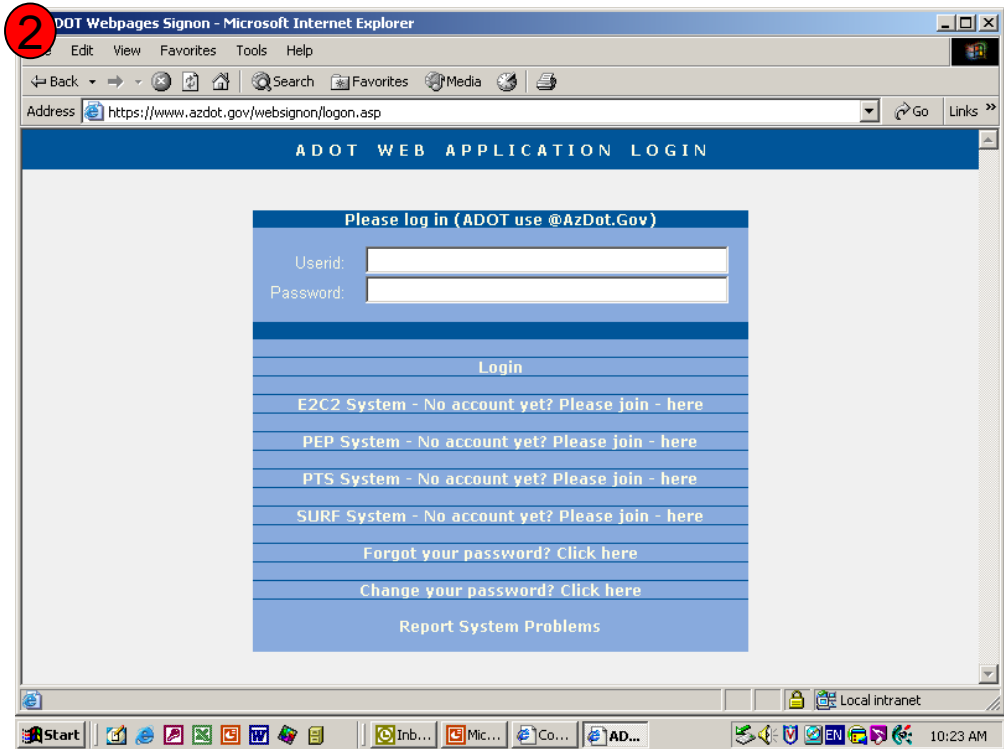 2
DOT Webpages Signon - Microsoft Internet Explorer
Edit View Favorites Tools Help
Back Search Favorites Media
Address https://www.azdot.gov/websignon/logon.asp Go Links »
ADOT WEB APPLICATION LOGIN
Please log in (ADOT use @AzDot.Gov)
Userid:
Password:
Login
E2C2 System - No account yet? Please join - here
PEP System - No account yet? Please join - here
PTS System - No account yet? Please join - here
SURF System - No account yet? Please join - here
Forgot your password? Click here
Change your password? Click here
Report System Problems
Local intranet
Start Inb... Mic... Co... AD... EN 10:23 AM